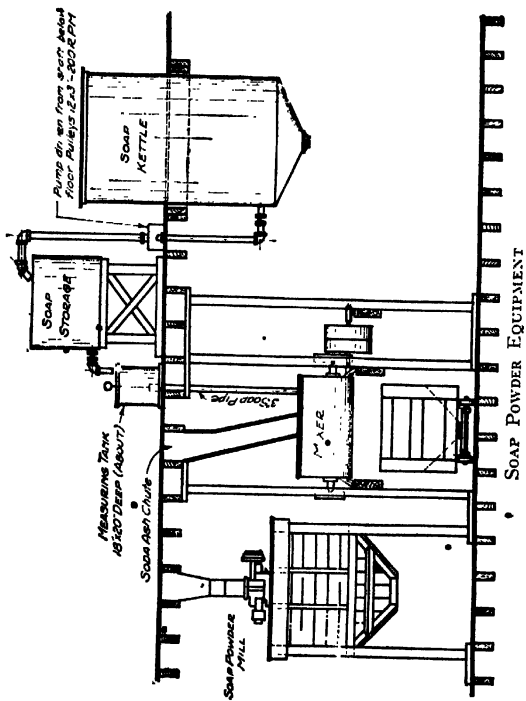 Pump driven from shaft below
floor Pulleys 12x3"-200 R.P.M
SOAP
KETTLE
SOAP
STORAGE
MEASURING TANK
18"x20" DEEP (ABOUT)
SODA ASH CHUTE
3" SOAP PIPE
MIXER
SOAP POWDER
MILL
SOAP POWDER EQUIPMENT